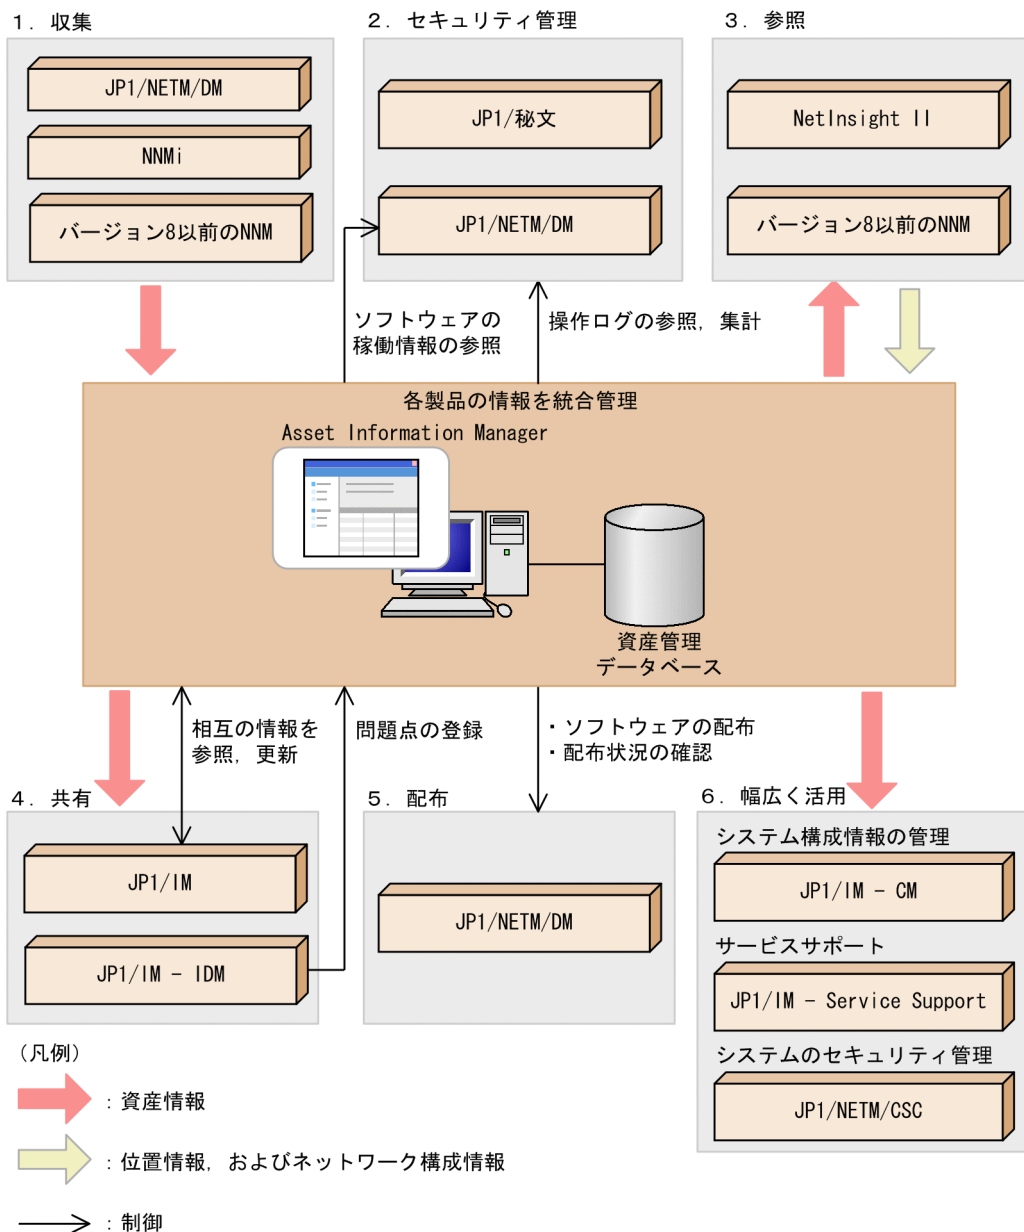 1．収集
JP1/NETM/DM
NNMi
バージョン8以前のNNM
2．セキュリティ管理
JP1/秘文
JP1/NETM/DM
3．参照
NetInsight II
バージョン8以前のNNM
ソフトウェアの
稼働情報の参照
操作ログの参照，集計
各製品の情報を統合管理
Asset Information Manager
資産管理
データベース
相互の情報を
参照，更新
問題点の登録
・ソフトウェアの配布
・配布状況の確認
4．共有
JP1/IM
JP1/IM － IDM
5．配布
JP1/NETM/DM
6．幅広く活用
システム構成情報の管理
JP1/IM － CM
サービスサポート
JP1/IM － Service Support
システムのセキュリティ管理
JP1/NETM/CSC
（凡例）
：資産情報
：位置情報，およびネットワーク構成情報
：制御